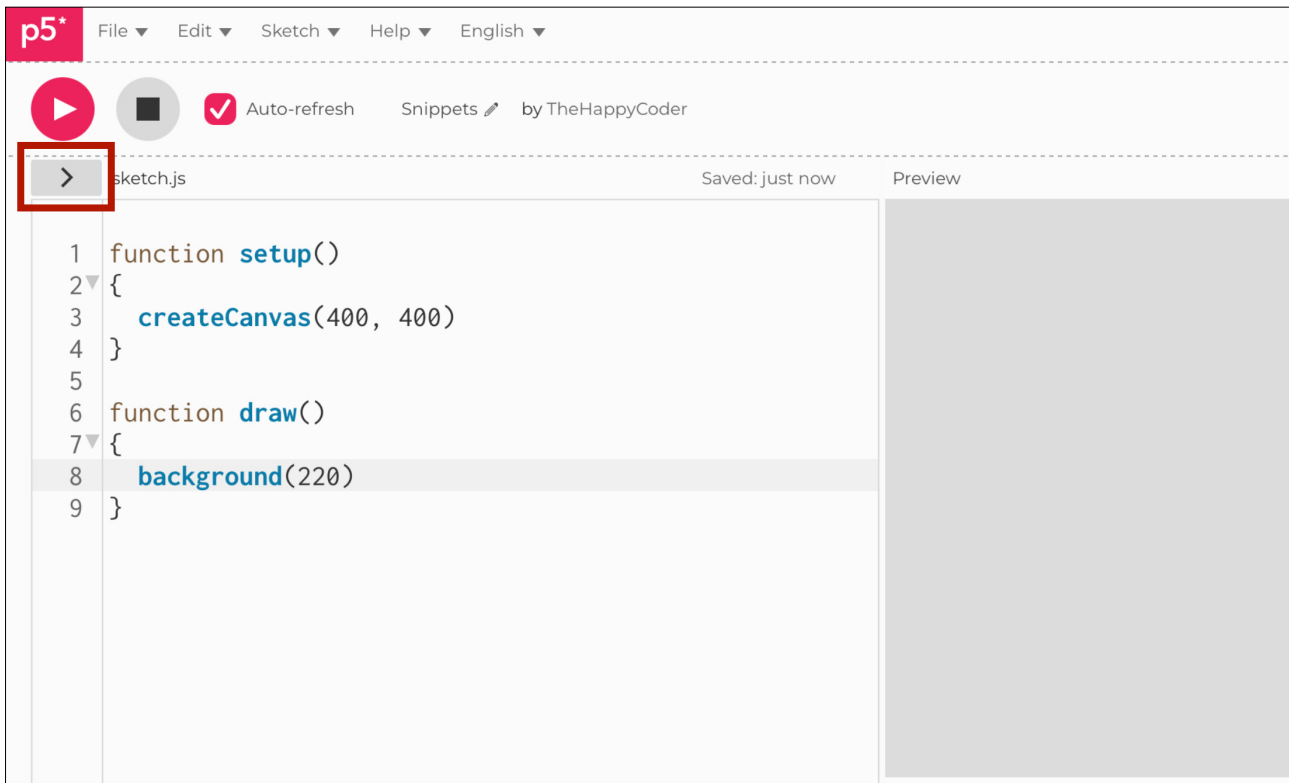 p5* File Edit Sketch Help English
Auto-refresh Snippets by TheHappyCoder
> sketch.js Saved: just now Preview
1 function setup()
2 {
3 createCanvas(400, 400)
4 }
5
6 function draw()
7 {
8 background(220)
9 }